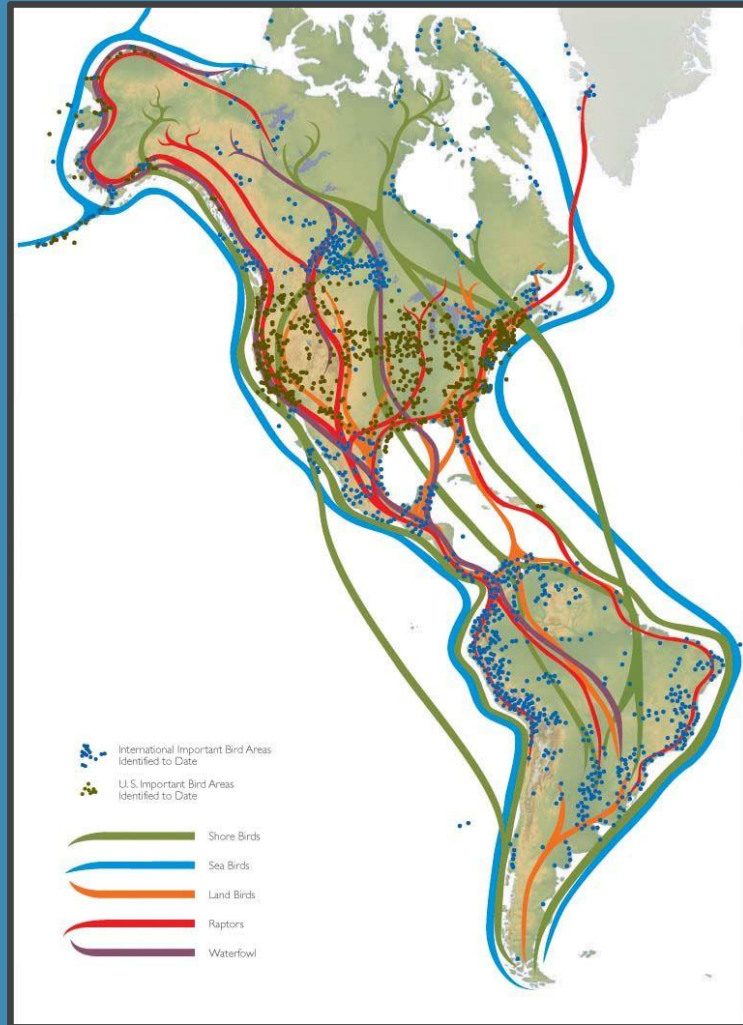 International Important Bird Areas
Identified to Date
U. S. Important Bird Areas
Identified to Date
Shore Birds
Sea Birds
Land Birds
Raptors
Waterfowl